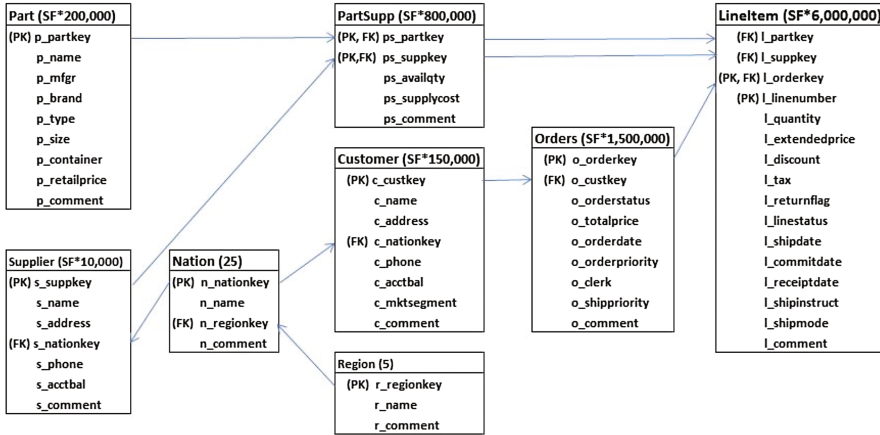 Part (SF*200,000)
(PK) p_partkey
p_name
p_mfgr
p_brand
p_type
p_size
p_container
p_retailprice
p_comment
PartSupp (SF*800,000)
(PK, FK) ps_partkey
(PK,FK) ps_suppkey
ps_availqty
ps_supplycost
ps_comment
LineItem (SF*6,000,000)
(FK) l_partkey
(FK) l_suppkey
(PK, FK) l_orderkey
(PK) l_linenumber
l_quantity
l_extendedprice
l_discount
l_tax
l_returnflag
l_linestatus
l_shipdate
l_commitdate
l_receiptdate
l_shipinstruct
l_shipmode
l_comment
Orders (SF*1,500,000)
(PK) o_orderkey
(FK) o_custkey
o_orderstatus
o_totalprice
o_orderdate
o_orderpriority
o_clerk
o_shippriority
o_comment
Customer (SF*150,000)
(PK) c_custkey
c_name
c_address
(FK) c_nationkey
c_phone
c_acctbal
c_mktsegment
c_comment
Supplier (SF*10,000)
(PK) s_suppkey
s_name
s_address
(FK) s_nationkey
s_phone
s_acctbal
s_comment
Nation (25)
(PK) n_nationkey
n_name
(FK) n_regionkey
n_comment
Region (5)
(PK) r_regionkey
r_name
r_comment